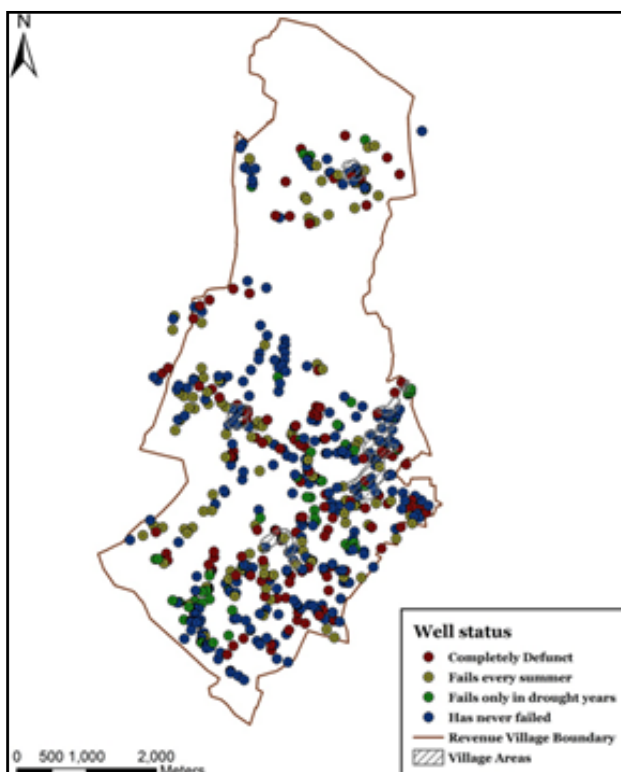 N
Well status
Completely Defunct
Fails every summer
Fails only in drought years
Has never failed
Revenue Village Boundary
Village Areas
0 500 1,000 2,000
Meters